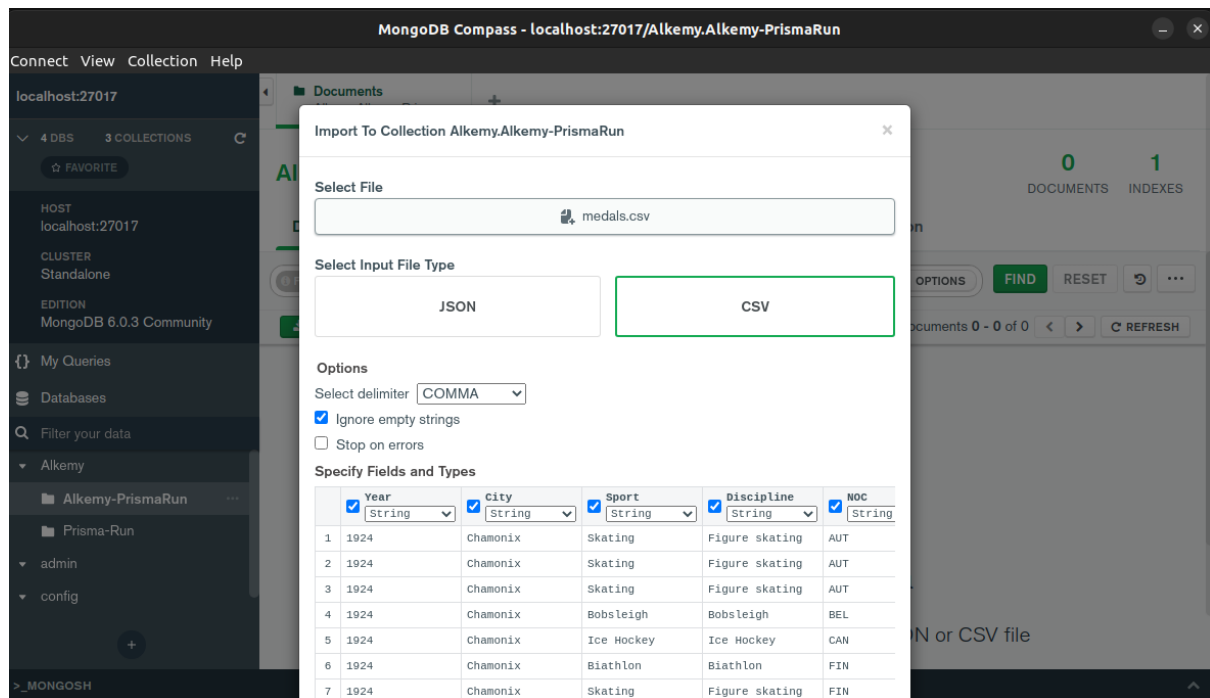 MongoDB Compass - localhost:27017/Alkemy.Alkemy-PrismaRun
Connect View Collection Help
localhost:27017
4 DBS 3 COLLECTIONS
FAVORITE
HOST
localhost:27017
CLUSTER
Standalone
EDITION
MongoDB 6.0.3 Community
{} My Queries
Databases
Filter your data
Alkemy
Alkemy-PrismaRun ...
Prisma-Run
admin
config
+
>_MONGOSH
Documents
+
Al
0
DOCUMENTS
1
INDEXES
OPTIONS
FIND
RESET
...
0 - 0 of 0
REFRESH
N or CSV file
Import To Collection Alkemy.Alkemy-PrismaRun
×
Select File
medals.csv
Select Input File Type
JSON
CSV
Options
Select delimiter COMMA
Ignore empty strings
Stop on errors
Specify Fields and Types
Year City Sport Discipline NOC
String String String String String
1 1924 Chamonix Skating Figure skating AUT
2 1924 Chamonix Skating Figure skating AUT
3 1924 Chamonix Skating Figure skating AUT
4 1924 Chamonix Bobsleigh Bobsleigh BEL
5 1924 Chamonix Ice Hockey Ice Hockey CAN
6 1924 Chamonix Biathlon Biathlon FIN
7 1924 Chamonix Skating Figure skating FIN